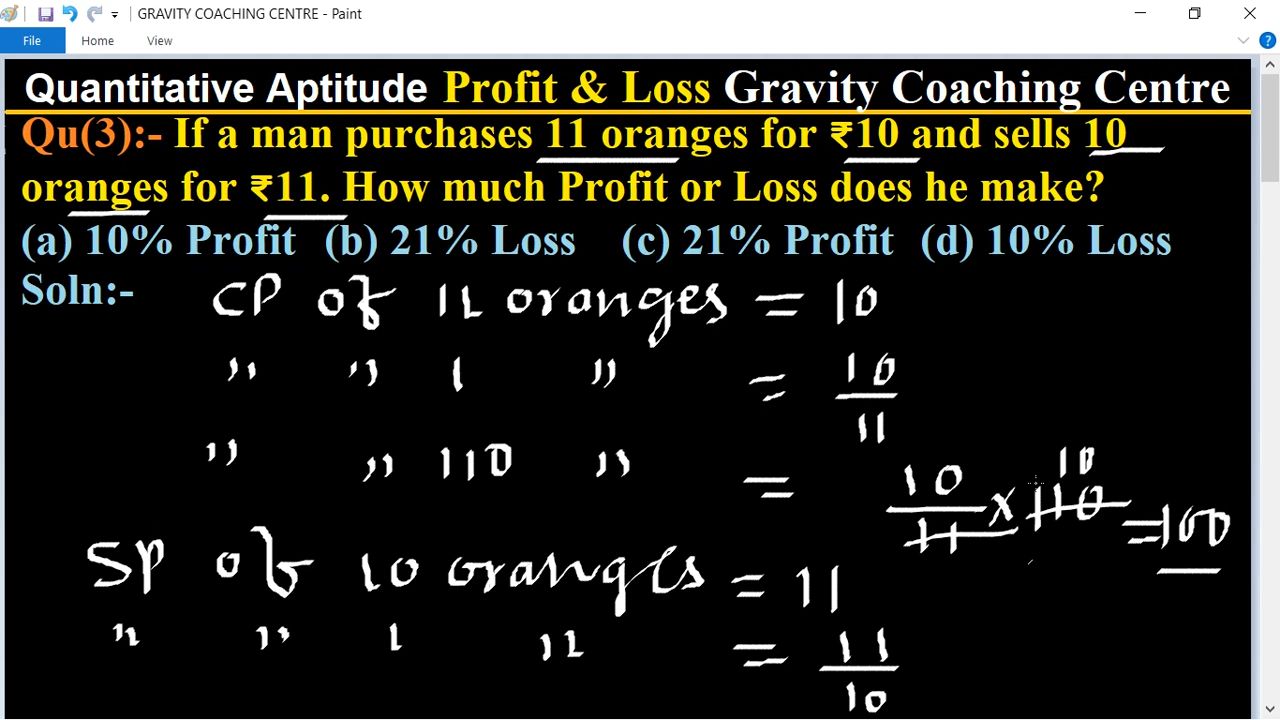 GRAVITY COACHING CENTRE - Paint
File Home View
Quantitative Aptitude Profit & Loss Gravity Coaching Centre
Qu(3):- If a man purchases 11 oranges for ₹10 and sells 10
oranges for ₹11. How much Profit or Loss does he make?
(a) 10% Profit (b) 21% Loss (c) 21% Profit (d) 10% Loss
Soln:-
CP of 11 oranges = 10
" " 1 " = 10/11
" " 110 " = 10/11 × 110 10 = 100
SP of 10 oranges = 11
" " 1 " = 11/10